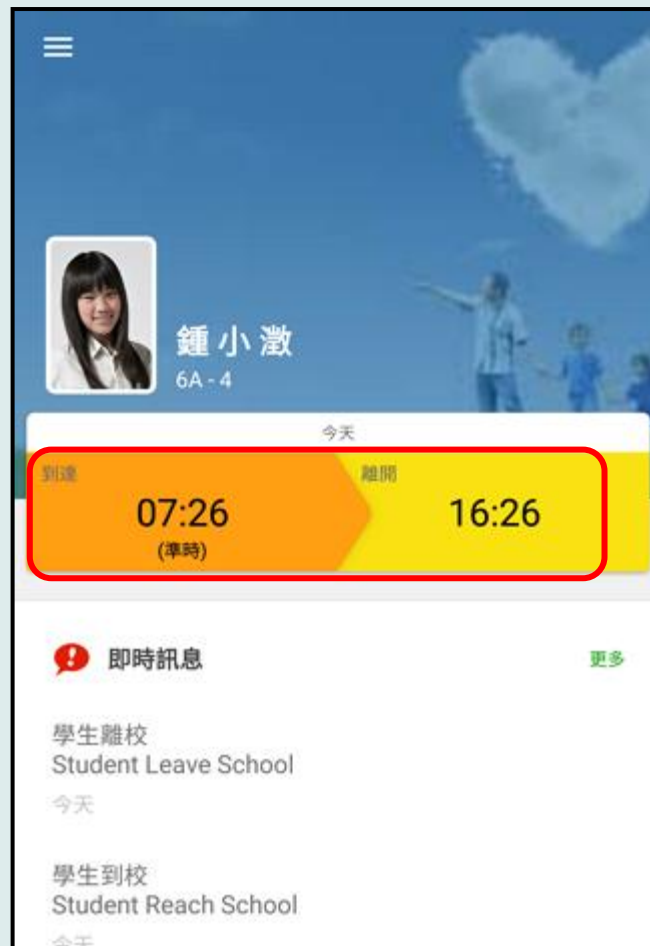 鍾小澂
6A - 4
今天
到達
離開
07:26
16:26
(準時)
即時訊息
更多
學生離校
Student Leave School
今天
學生到校
Student Reach School
今天